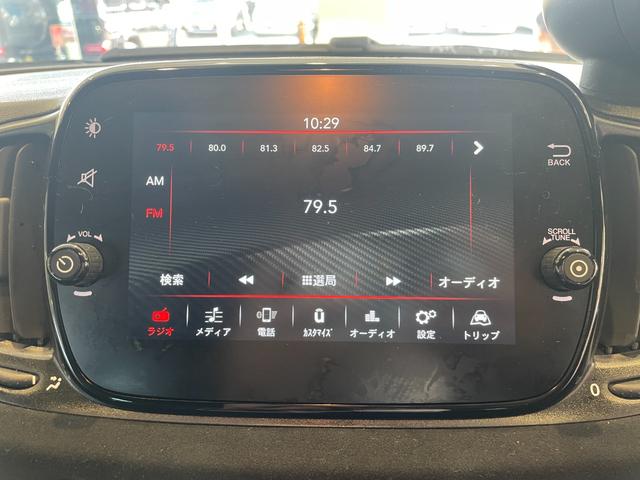 10:29
79.5 80.0 81.3 82.5 84.7 89.7
BACK
SCROLL
TUNE
VOL
AM
FM
79.5
検索 選局 オーディオ
ラジオ メディア 電話 ｶｽﾀﾏｲｽﾞ オーディオ 設定 トリップ
0